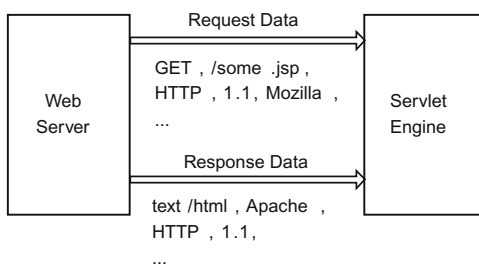 Request Data
GET , /some .jsp ,
HTTP , 1.1, Mozilla ,
...
Web
Server
Servlet
Engine
Response Data
text /html , Apache ,
HTTP , 1.1,
...